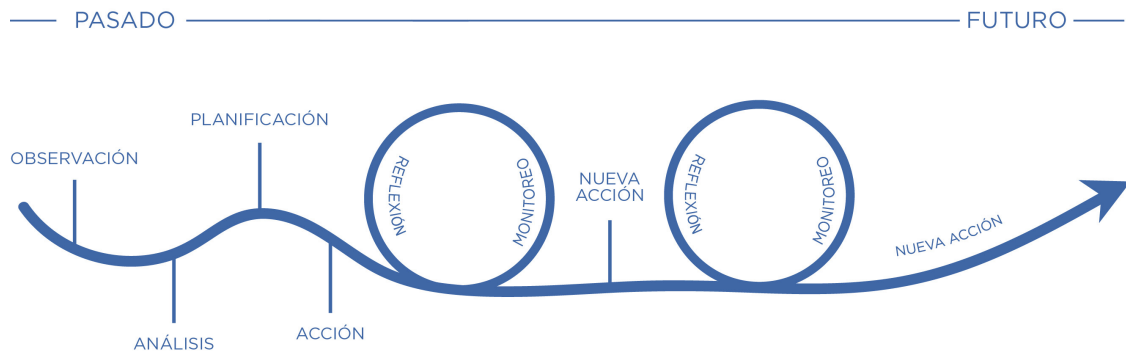 PASADO
FUTURO
OBSERVACIÓN
ANÁLISIS
PLANIFICACIÓN
ACCIÓN
REFLEXIÓN
MONITOREO
NUEVA
ACCIÓN
REFLEXIÓN
MONITOREO
NUEVA ACCIÓN